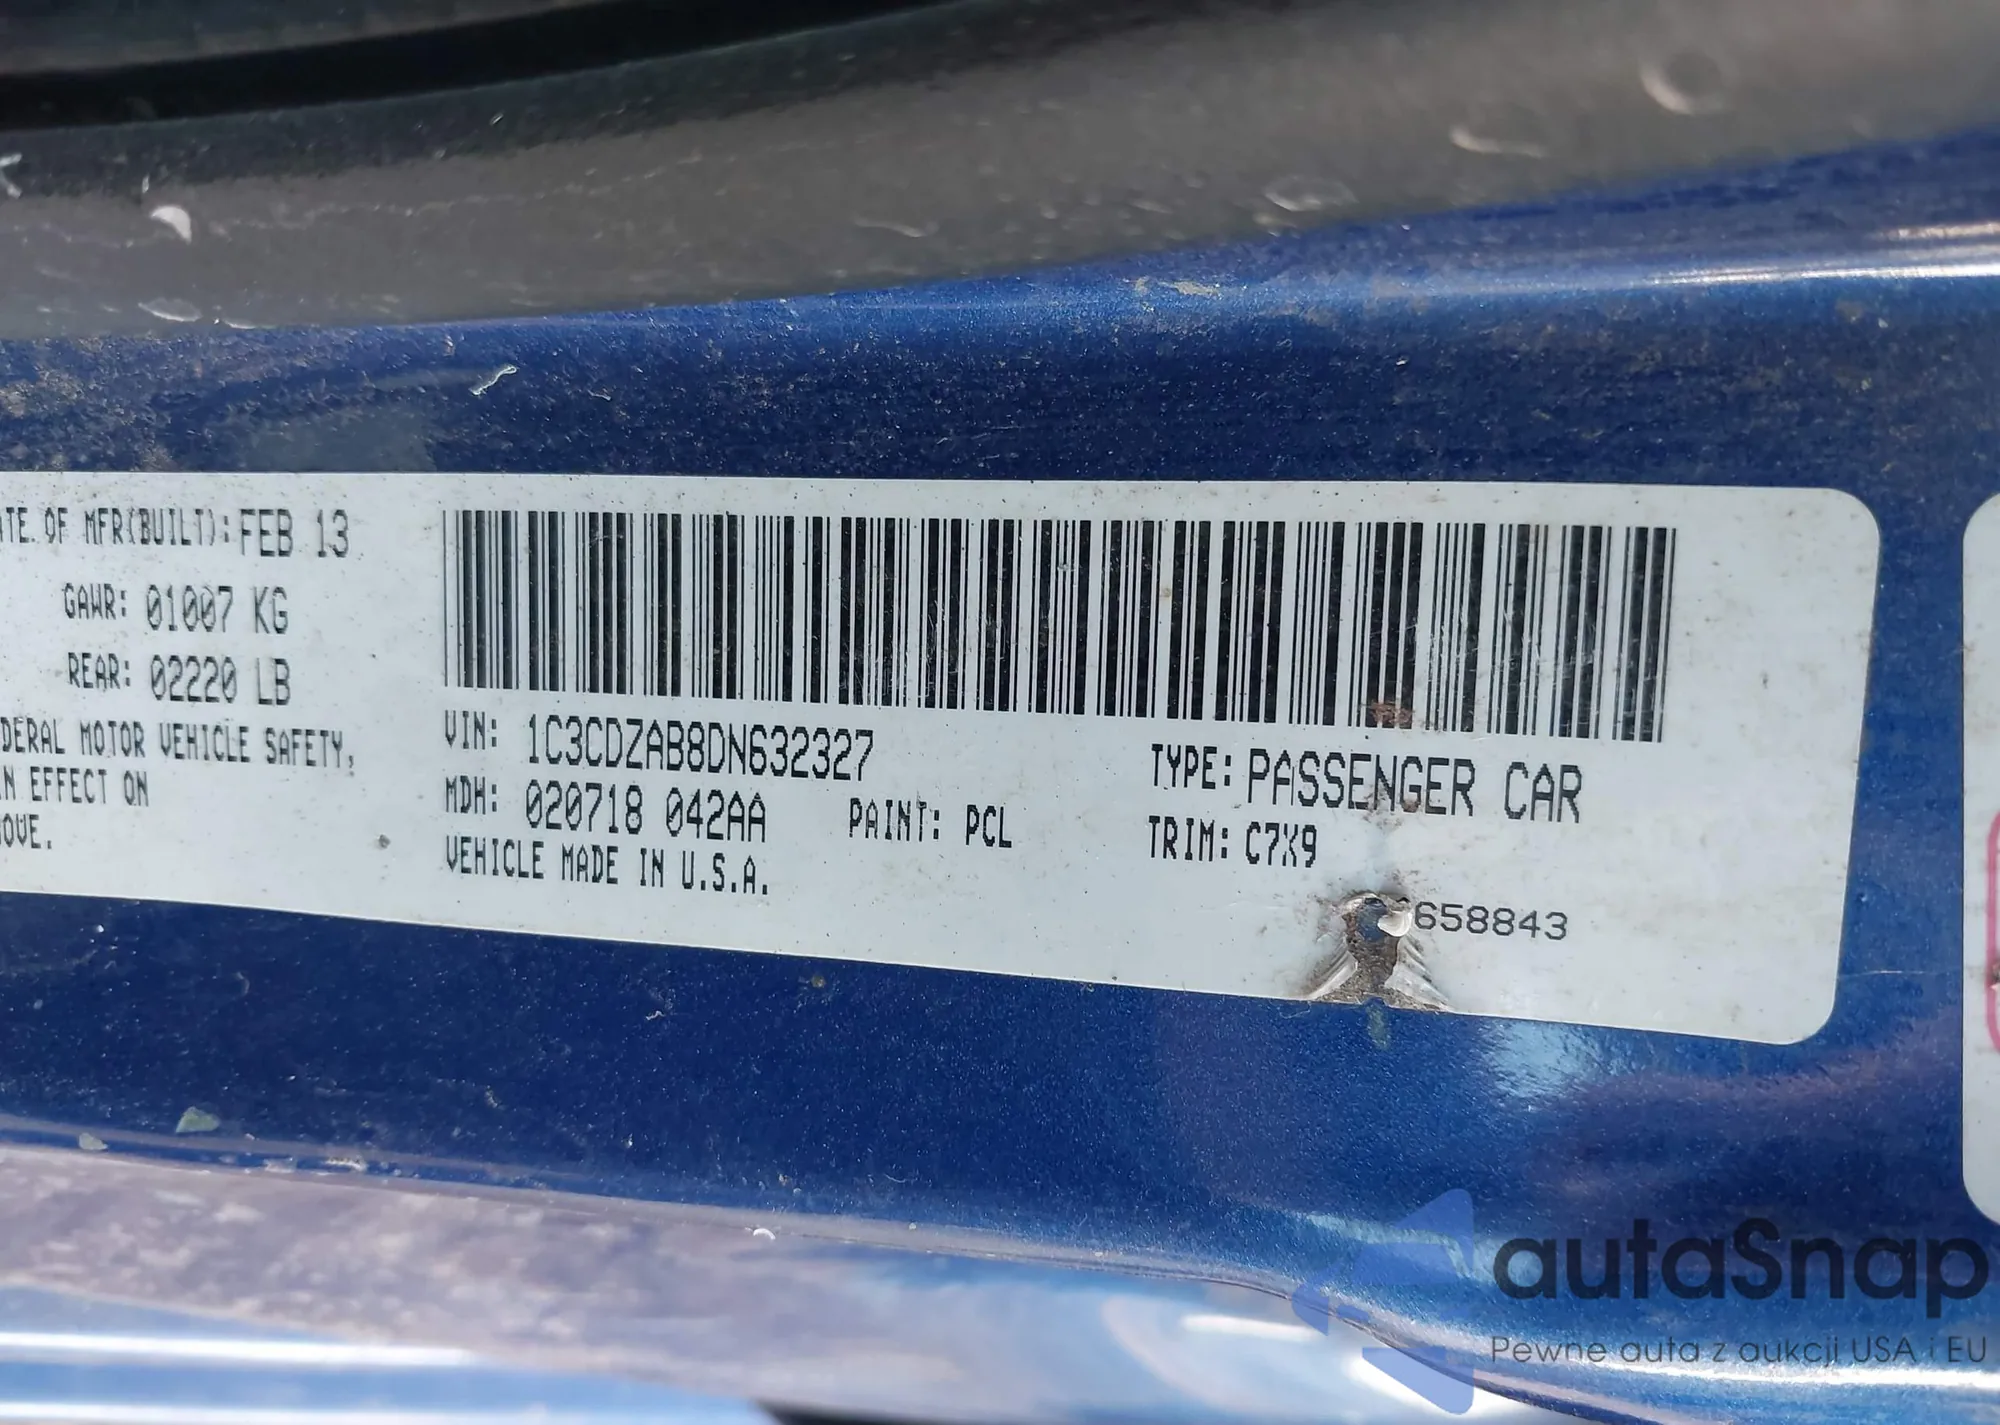 ATE OF MFR(BUILT): FEB 13
GAWR: 01007 KG
REAR: 02220 LB
DERAL MOTOR VEHICLE SAFETY,
N EFFECT ON
OVE.
VIN: 1C3CDZAB8DN632327
MDH: 020718 042AA PAINT: PCL
VEHICLE MADE IN U.S.A.
TYPE: PASSENGER CAR
TRIM: C7X9
658843
autaSnap
Pewne auta z aukcji USA i EU